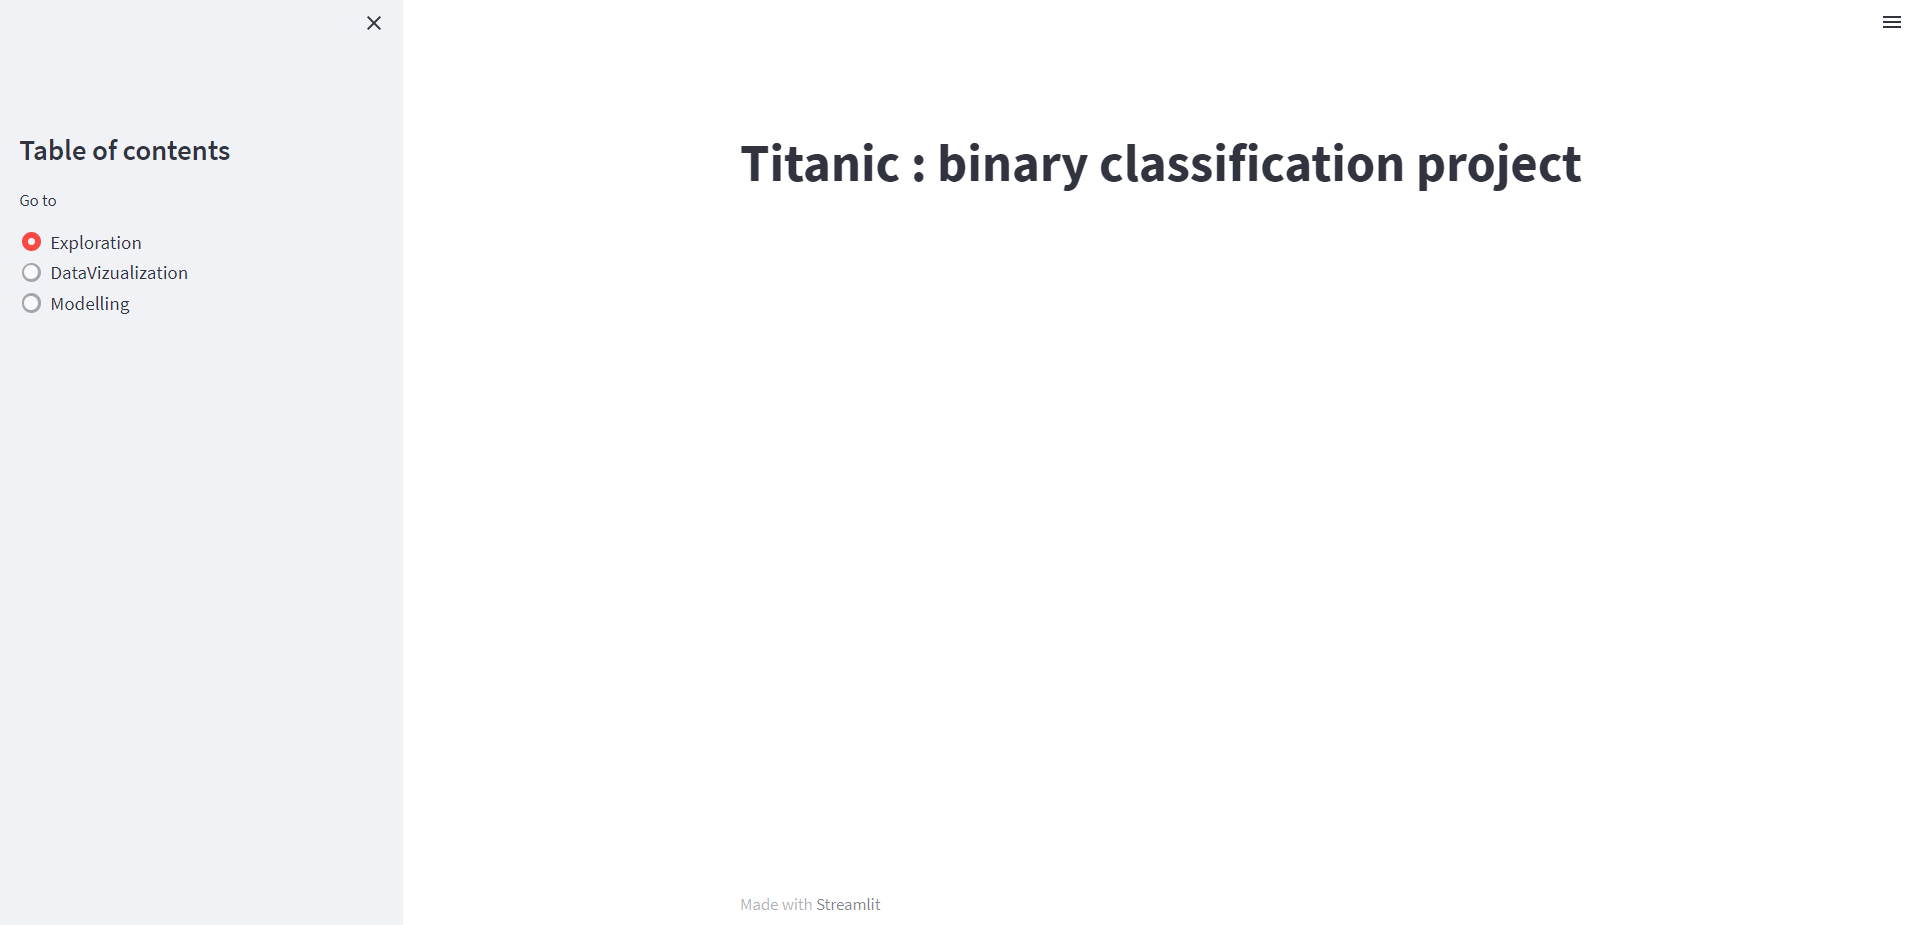 Table of contents
Go to
Exploration
DataVizualization
Modelling
Titanic : binary classification project
Made with Streamlit